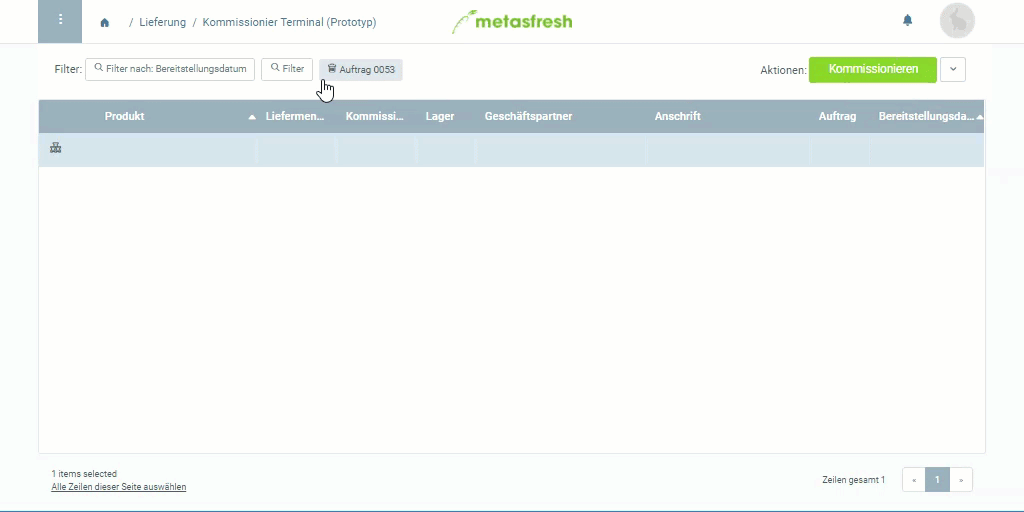 / Lieferung / Kommissionier Terminal (Prototyp)
metasfresh
Filter: Filter nach: Bereitstellungsdatum Filter Auftrag 0053
Aktionen: Kommissionieren
Produkt Liefermen... Kommissi... Lager Geschäftspartner Anschrift Auftrag Bereitstellungsda...
1 items selected
Alle Zeilen dieser Seite auswählen
Zeilen gesamt 1 « 1 »